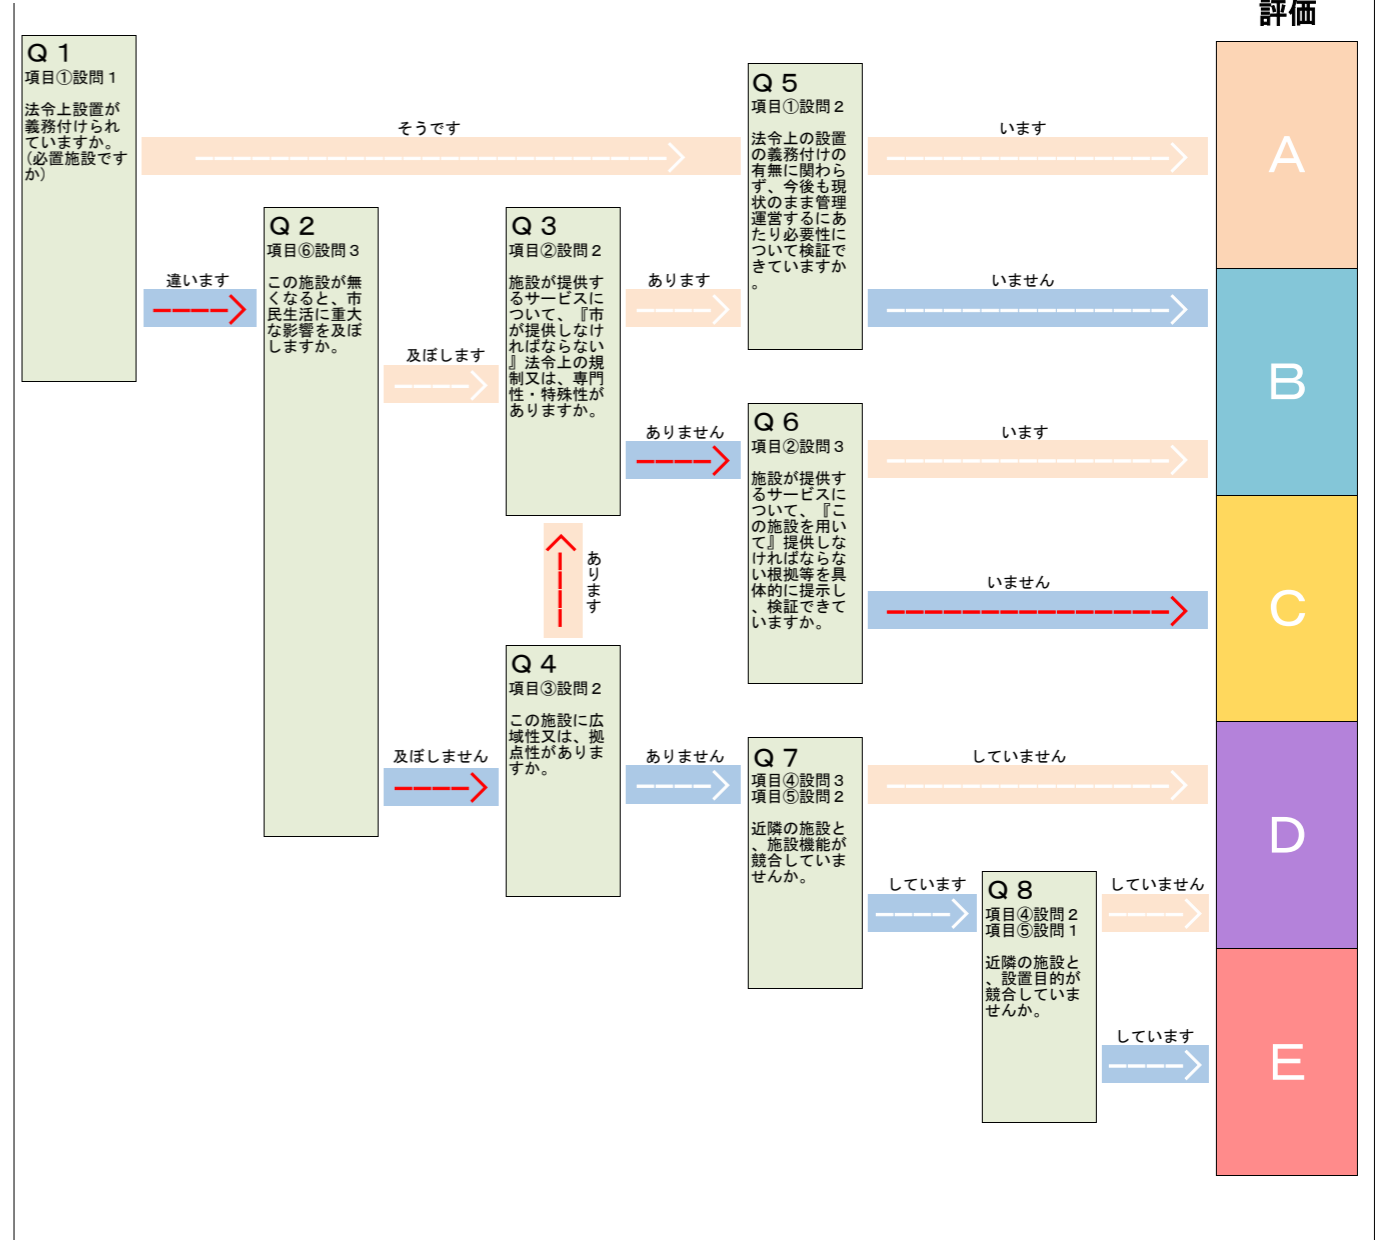 評価
Ｑ１
項目①設問１
法令上設置が
義務付けられ
ていますか。
（必置施設です
か）
そうです
違います
Ｑ２
項目⑥設問３
この施設が無
くなると、市
民生活に重大
な影響を及ぼ
しますか。
及ぼします
及ぼしません
Ｑ３
項目②設問２
施設が提供す
るサービスに
ついて、『市
が提供しなけ
ればならない
』法令上の規
制又は、専門
性・特殊性が
ありますか。
あります
ありません
あります
Ｑ４
項目③設問２
この施設に広
域性又は、拠
点性がありま
すか。
ありません
Ｑ５
項目①設問２
法令上の設置
の義務付けの
有無に関わら
ず、今後も現
状のまま管理
運営するにあ
たり必要性に
ついて検証で
きていますか
。
います
いません
Ｑ６
項目②設問３
施設が提供す
るサービスに
ついて、『こ
の施設を用い
て』提供しな
ければならな
い根拠等を具
体的に提示し
、検証できて
いますか。
います
いません
Ｑ７
項目④設問３
項目⑤設問２
近隣の施設と
、施設機能が
競合していま
せんか。
していません
しています
Ｑ８
項目④設問２
項目⑤設問１
近隣の施設と
、設置目的が
競合していま
せんか。
していません
しています
A
B
C
D
E